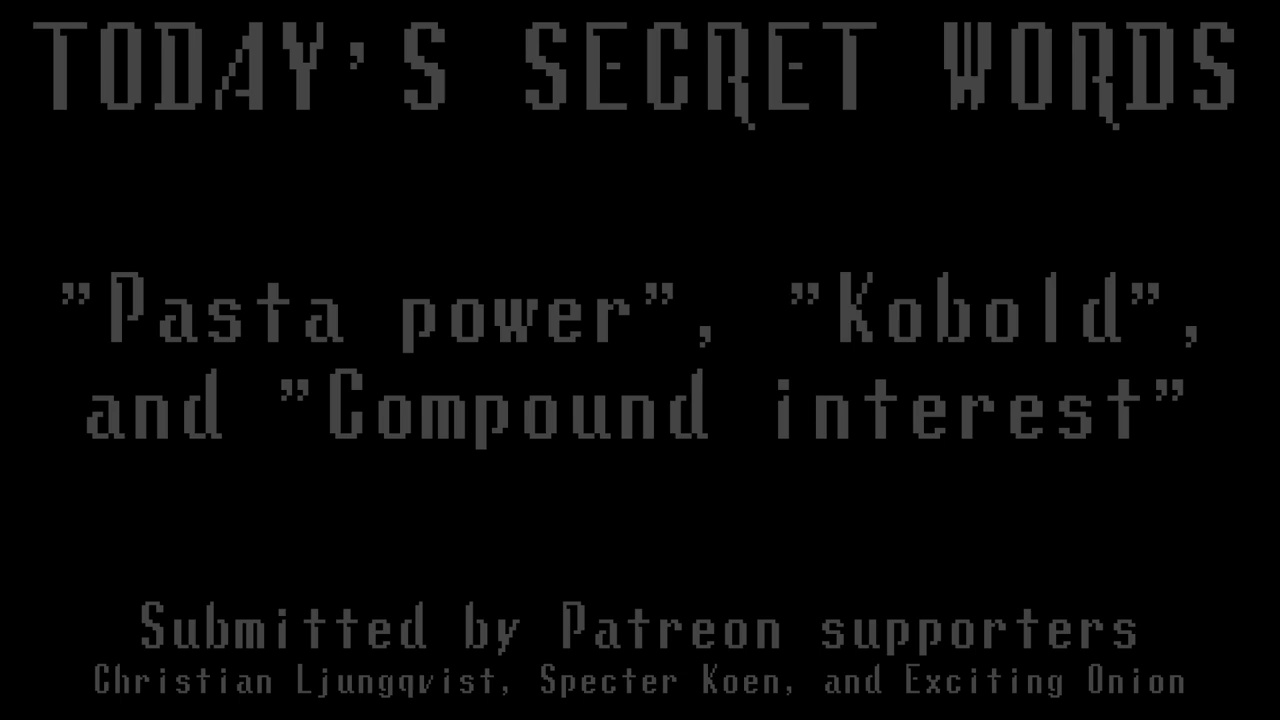 TODAY'S SECRET WORDS
"Pasta power", "Kobold",
and "Compound interest"
Submitted by Patreon supporters
Christian Ljungqvist, Specter Koen, and Exciting Onion